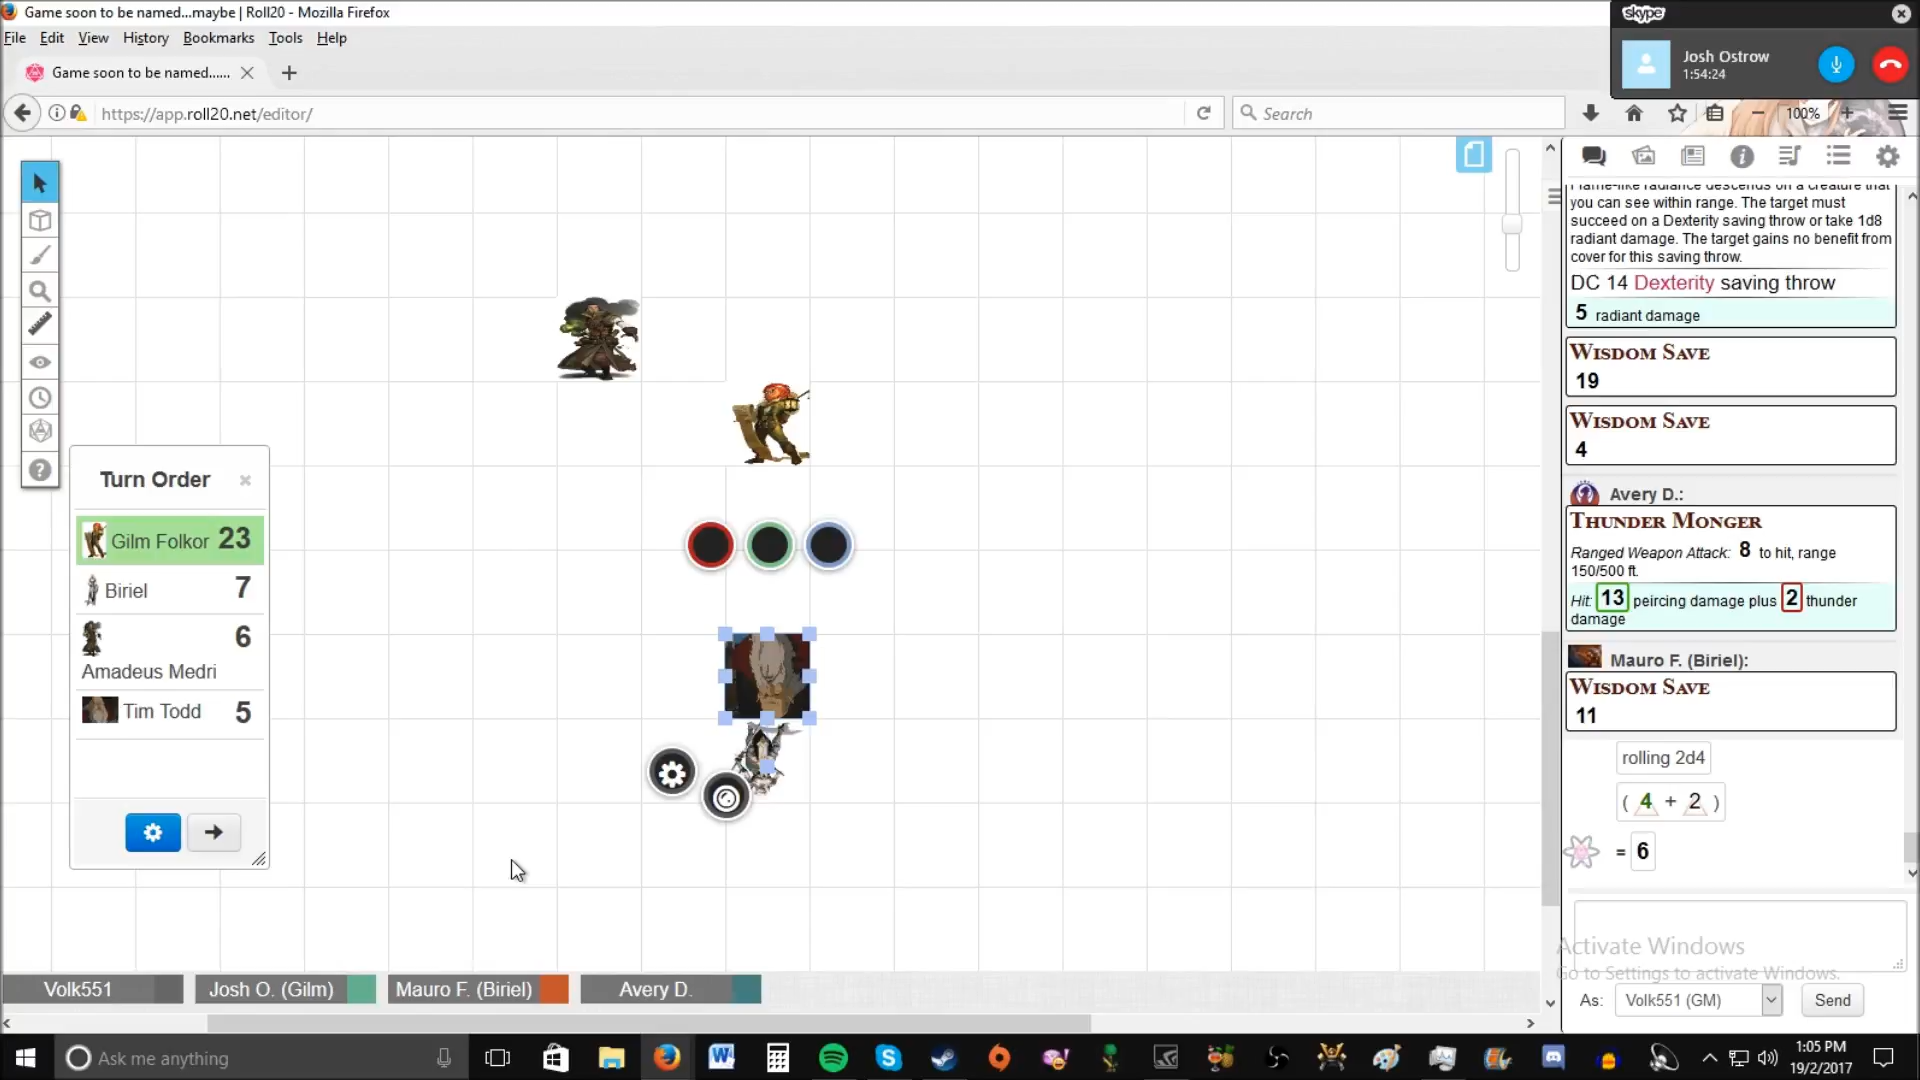 Game soon to be named...maybe | Roll20 - Mozilla Firefox
File Edit View History Bookmarks Tools Help
Game soon to be named......
https://app.roll20.net/editor/
Search
100%
skype
Josh Ostrow
1:54:24
Flame-like radiance descends on a creature that
you can see within range. The target must
succeed on a Dexterity saving throw or take 1d8
radiant damage. The target gains no benefit from
cover for this saving throw.
DC 14 Dexterity saving throw
5 radiant damage
Wisdom Save
19
Wisdom Save
4
Avery D.:
Thunder Monger
Ranged Weapon Attack: 8 to hit, range
150/500 ft.
Hit: 13 peircing damage plus 2 thunder
damage
Mauro F. (Biriel):
Wisdom Save
11
rolling 2d4
( 4 + 2 )
= 6
Turn Order
Gilm Folkor 23
Biriel 7
6
Amadeus Medri
Tim Todd 5
Volk551
Josh O. (Gilm)
Mauro F. (Biriel)
Avery D.
Activate Windows
Go to Settings to activate Windows.
As: Volk551 (GM) Send
Ask me anything
1:05 PM
19/2/2017